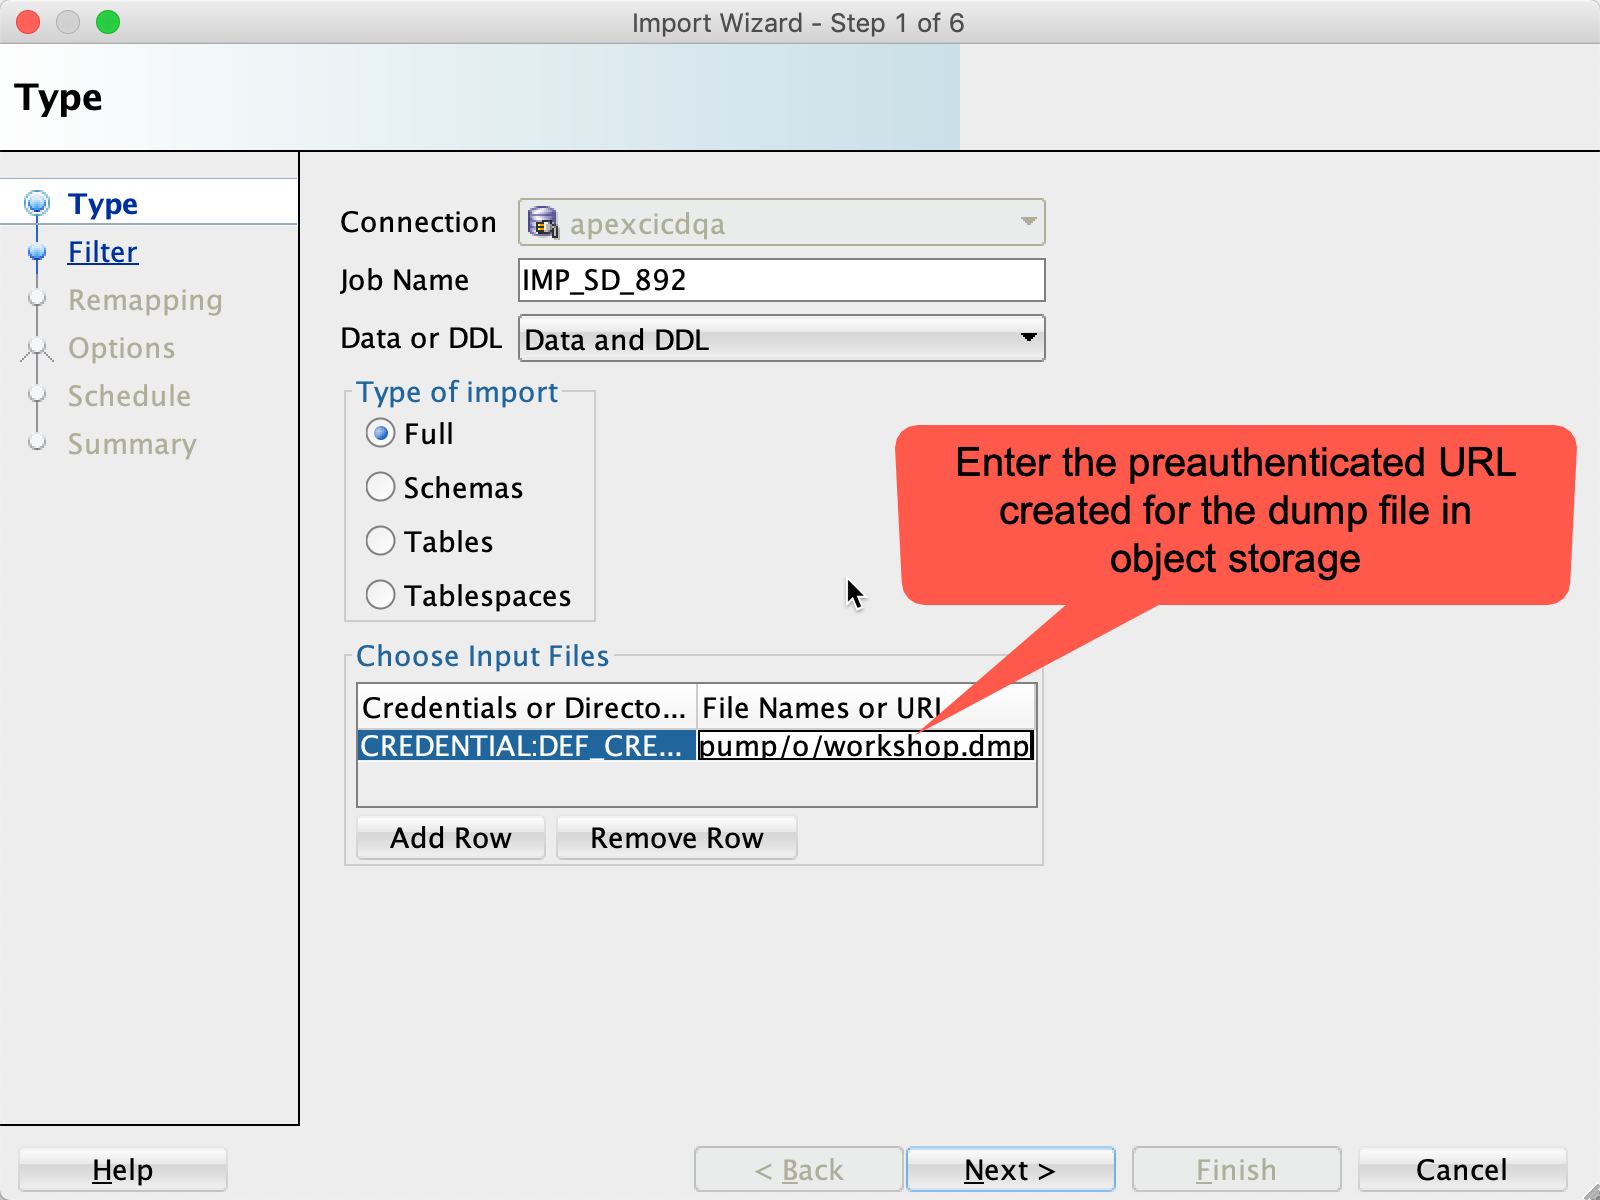 Import Wizard - Step 1 of 6
Type
Type
Filter
Remapping
Options
Schedule
Summary
Connection apexcicdqa
Job Name IMP_SD_892
Data or DDL Data and DDL
Type of import
Full
Schemas
Tables
Tablespaces
Enter the preauthenticated URL
created for the dump file in
object storage
Choose Input Files
Credentials or Directo... File Names or URL
CREDENTIAL:DEF_CRE... pump/o/workshop.dmp
Add Row Remove Row
Help < Back Next > Finish Cancel